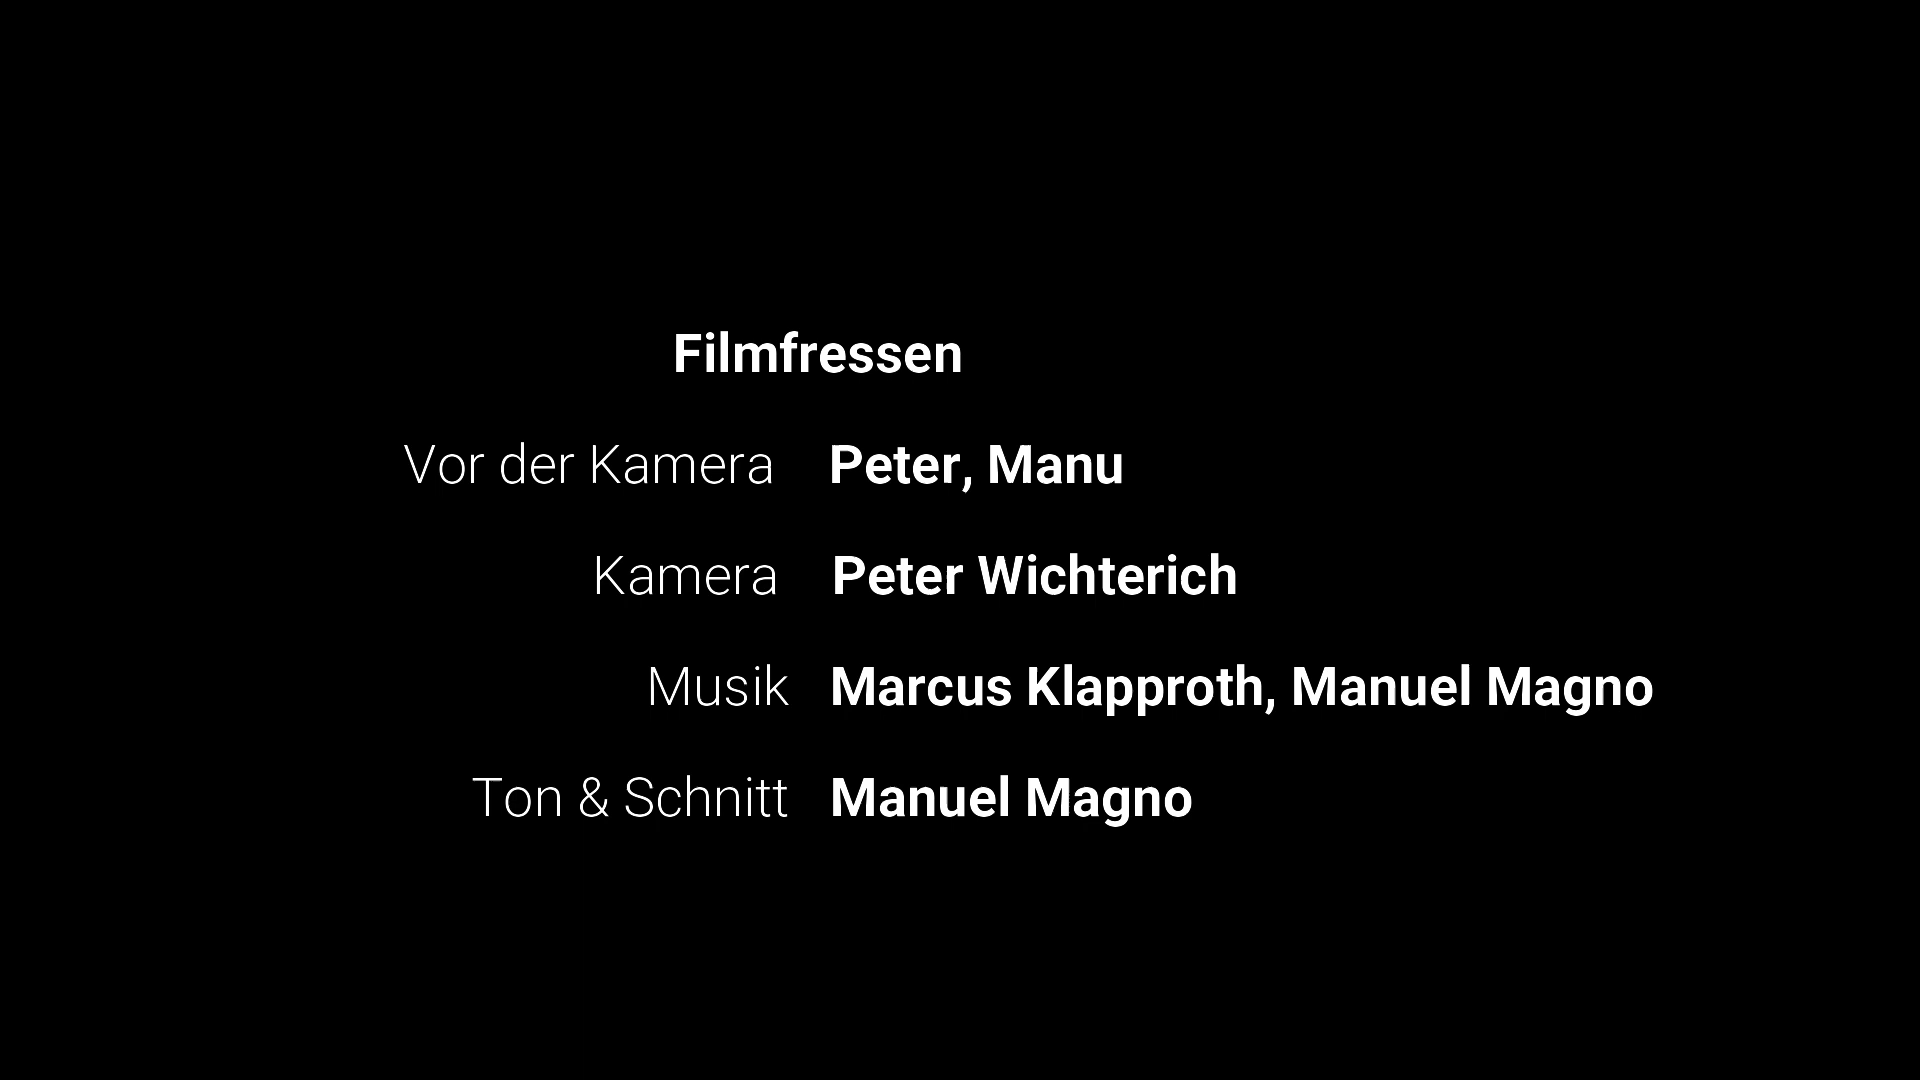 Filmfressen
Vor der Kamera Peter, Manu
Kamera Peter Wichterich
Musik Marcus Klapproth, Manuel Magno
Ton & Schnitt Manuel Magno